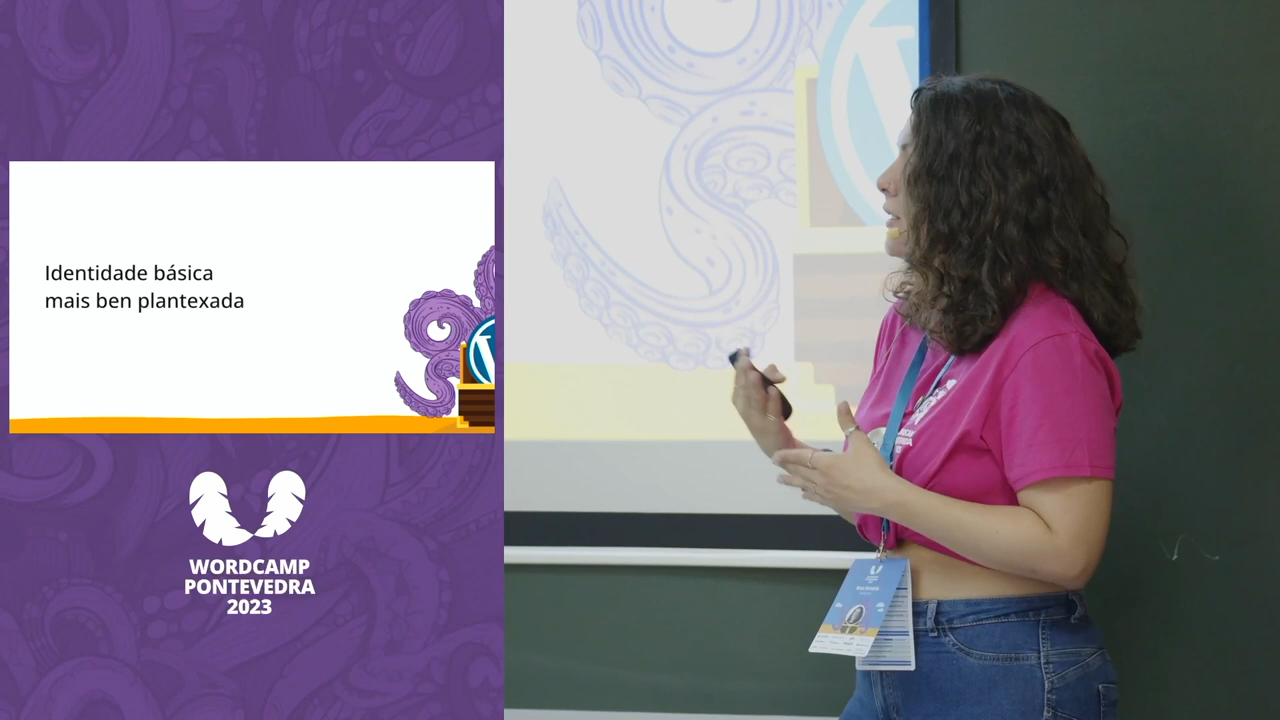 Identidade básica
mais ben plantexada
WORDCAMP
PONTEVEDRA
2023